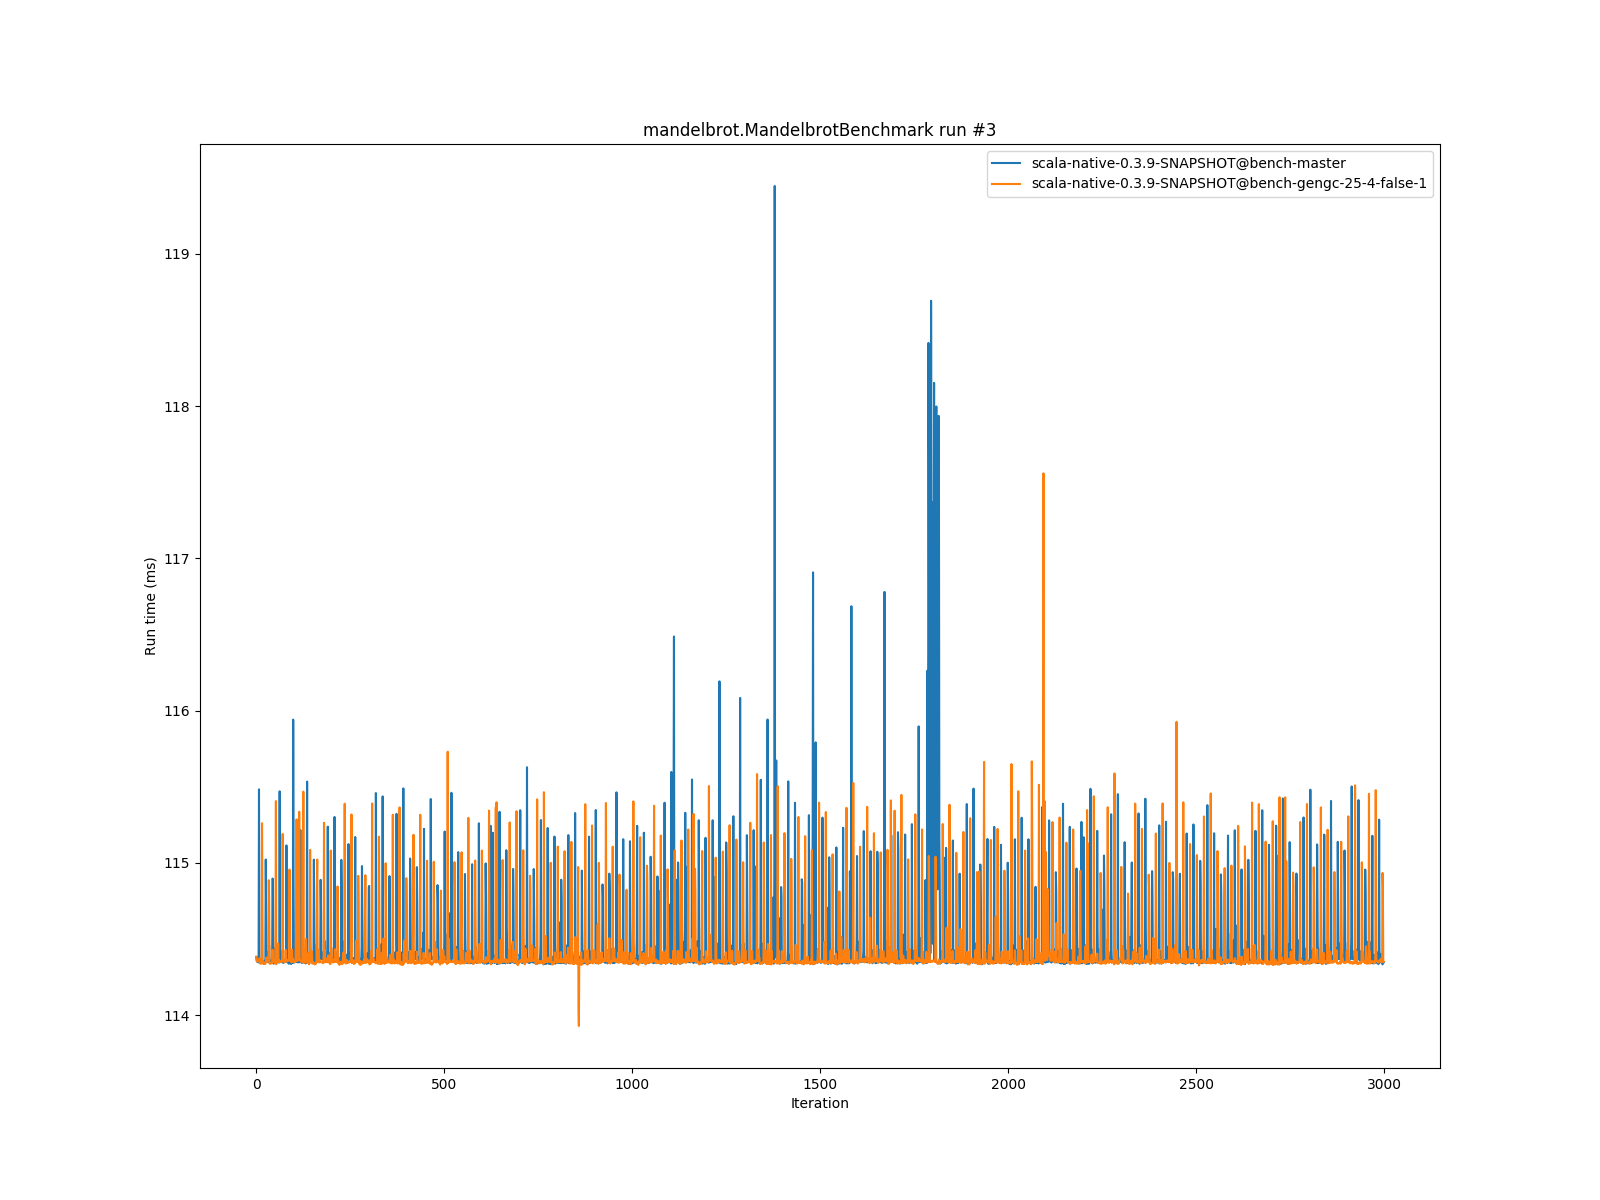 mandelbrot.MandelbrotBenchmark run #3
scala-native-0.3.9-SNAPSHOT@bench-master
scala-native-0.3.9-SNAPSHOT@bench-gengc-25-4-false-1
119
118
117
116
115
114
Run time (ms)
0 500 1000 1500 2000 2500 3000
Iteration